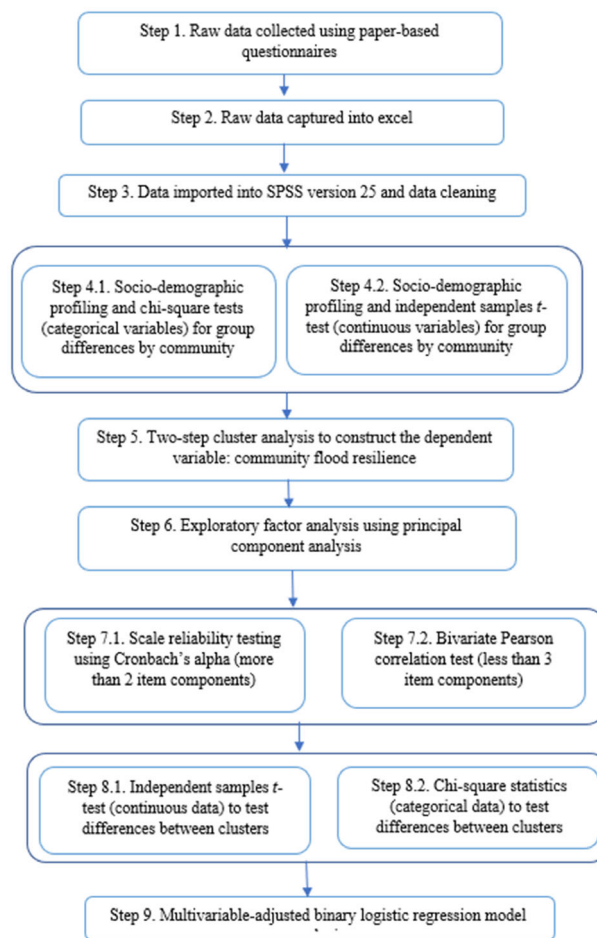 Step 1. Raw data collected using paper-based
questionnaires
Step 2. Raw data captured into excel
Step 3. Data imported into SPSS version 25 and data cleaning
Step 4.1. Socio-demographic
profiling and chi-square tests
(categorical variables) for group
differences by community
Step 4.2. Socio-demographic
profiling and independent samples t-
test (continuous variables) for group
differences by community
Step 5. Two-step cluster analysis to construct the dependent
variable: community flood resilience
Step 6. Exploratory factor analysis using principal
component analysis
Step 7.1. Scale reliability testing
using Cronbach’s alpha (more
than 2 item components)
Step 7.2. Bivariate Pearson
correlation test (less than 3
item components)
Step 8.1. Independent samples t-
test (continuous data) to test
differences between clusters
Step 8.2. Chi-square statistics
(categorical data) to test
differences between clusters
Step 9. Multivariable-adjusted binary logistic regression model